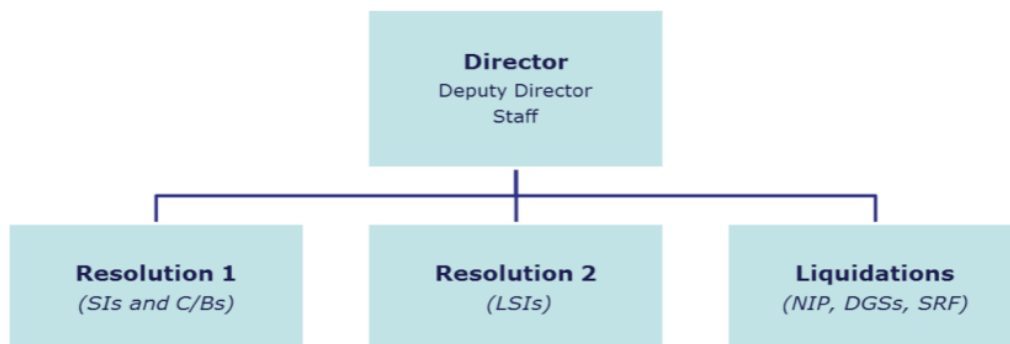 Director
Deputy Director
Staff
Resolution 1
(SIs and C/Bs)
Resolution 2
(LSIs)
Liquidations
(NIP, DGSs, SRF)